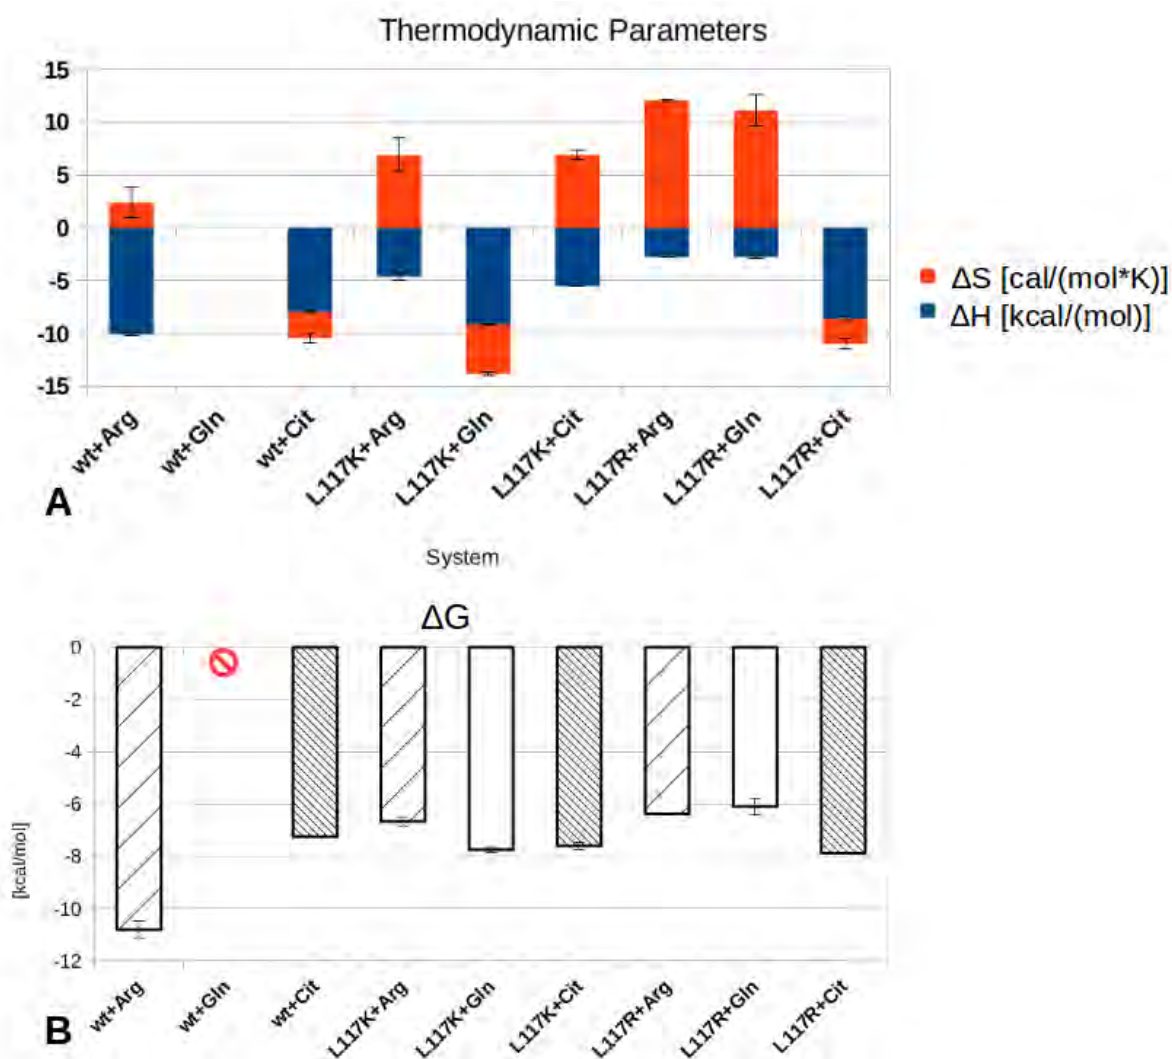 Thermodynamic Parameters
15
10
5
0
-5
-10
-15
ΔS [cal/(mol*K)]
ΔH [kcal/(mol)]
wt+Arg
wt+Gln
wt+Cit
L117K+Arg
L117K+Gln
L117K+Cit
L117R+Arg
L117R+Gln
L117R+Cit
A
System
ΔG
0
-2
-4
-6
-8
-10
-12
[kcal/mol]
wt+Arg
wt+Gln
wt+Cit
L117K+Arg
L117K+Gln
L117K+Cit
L117R+Arg
L117R+Gln
L117R+Cit
B